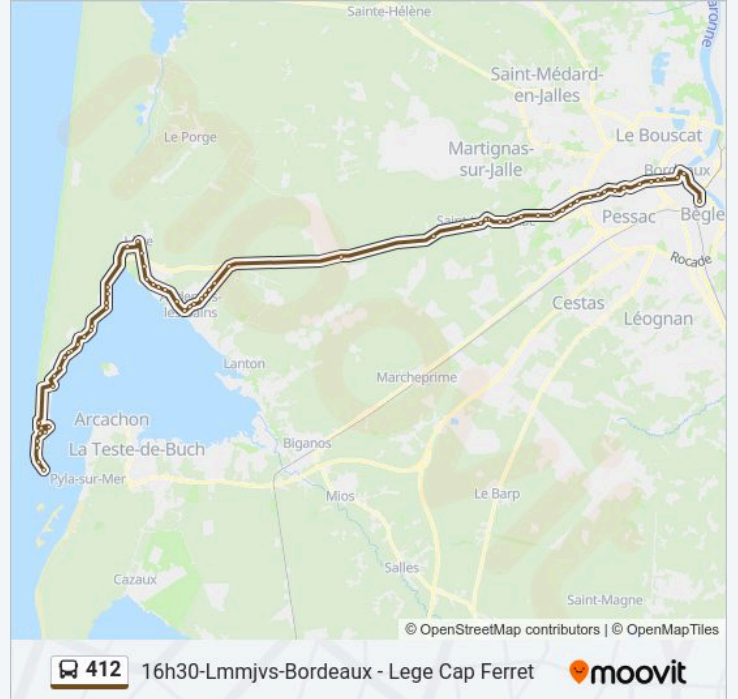 Sainte-Hélène
Saint-Médard-
en-Jalles
Le Porge
Le Bouscat
Martignas-
sur-Jalle
Bordeaux
Pessac
Bègle
Rocade
Cestas
Léognan
Lanton
Marcheprime
Arcachon
La Teste-de-Buch
Biganos
Pyla-sur-Mer
Mios
Le Barp
Salles
Cazaux
Saint-Magne
© OpenStreetMap contributors | © OpenMapTiles
412 16h30-Lmmjvs-Bordeaux - Lege Cap Ferret moovit